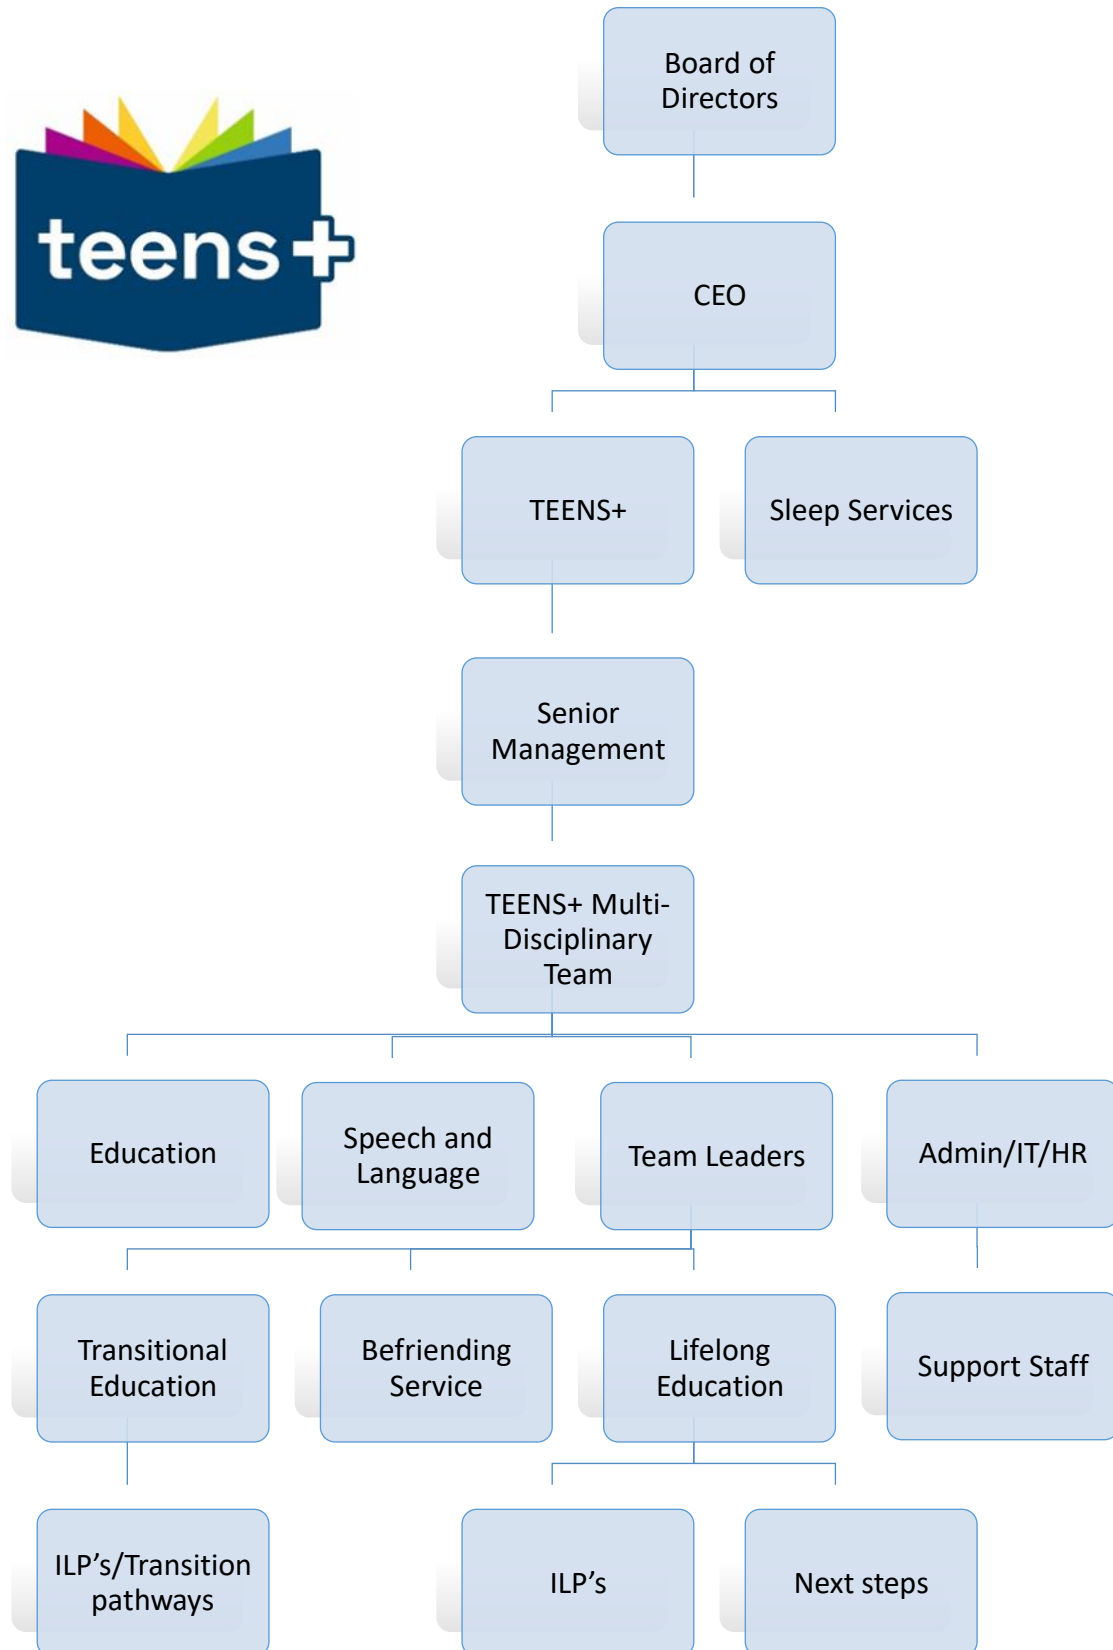 Board of
Directors
teens+
CEO
TEENS+
Sleep Services
Senior
Management
TEENS+ Multi-
Disciplinary
Team
Education
Speech and
Language
Team Leaders
Admin/IT/HR
Transitional
Education
Befriending
Service
Lifelong
Education
Support Staff
ILP’s/Transition
pathways
ILP’s
Next steps